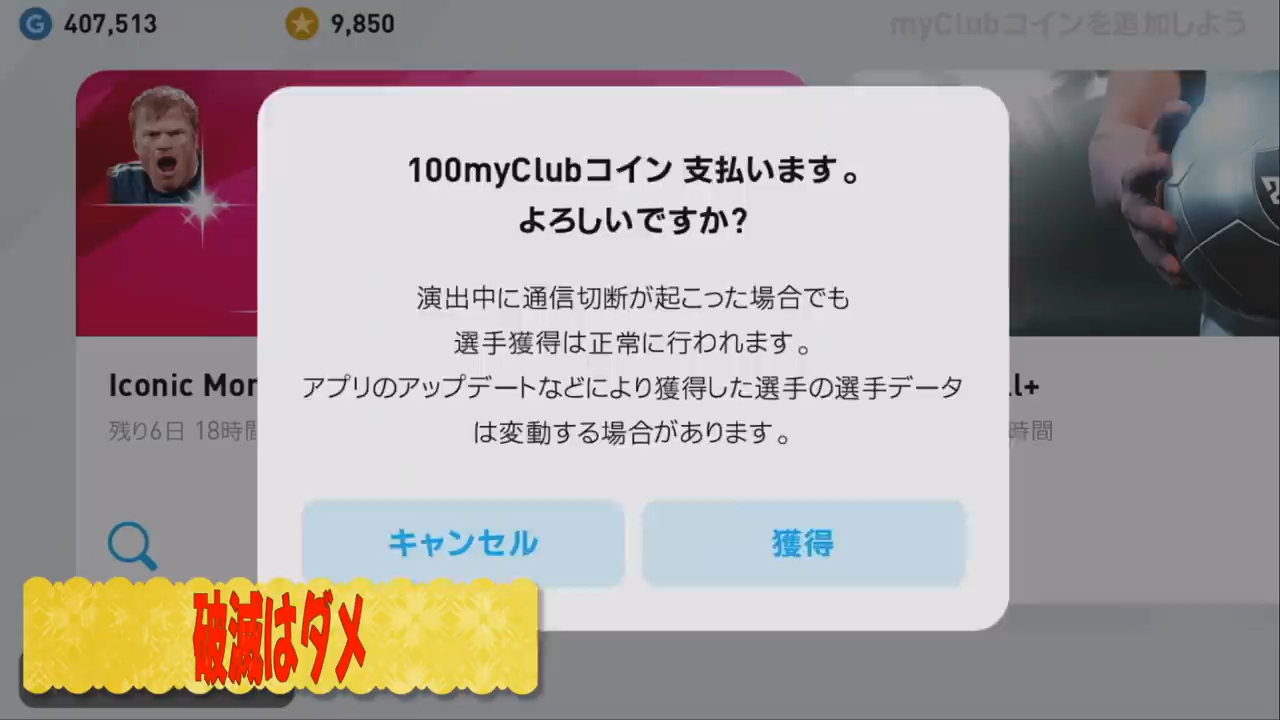 407,513
9,850
myClubコインを追加しよう
100myClubコイン 支払います。
よろしいですか?
演出中に通信切断が起こった場合でも
選手獲得は正常に行われます。
アプリのアップデートなどにより獲得した選手の選手データ
は変動する場合があります。
Iconic Mor
l+
残り6日 18時間
時間
キャンセル
獲得
破滅はダメ